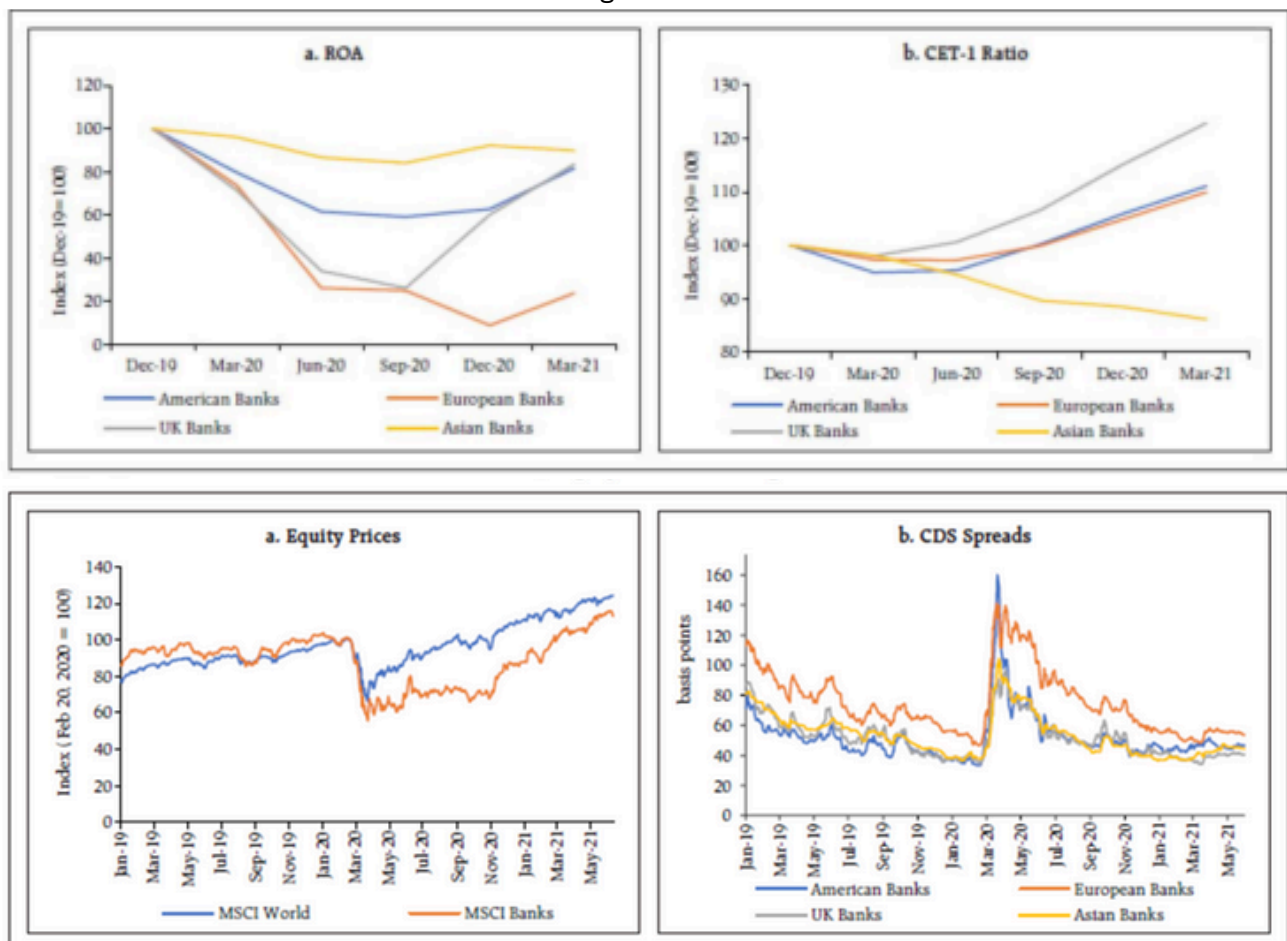 a. ROA
Index (Dec-19=100)
120
100
80
60
40
20
0
Dec-19 Mar-20 Jun-20 Sep-20 Dec-20 Mar-21
American Banks European Banks
UK Banks Asian Banks
b. CET-1 Ratio
Index (Dec-19=100)
130
120
110
100
90
80
Dec-19 Mar-20 Jun-20 Sep-20 Dec-20 Mar-21
American Banks European Banks
UK Banks Asian Banks
a. Equity Prices
Index ( Feb 20, 2020 = 100)
140
120
100
80
60
40
20
0
Jan-19 Mar-19 May-19 Jul-19 Sep-19 Nov-19 Jan-20 Mar-20 May-20 Jul-20 Sep-20 Nov-20 Jan-21 Mar-21 May-21
MSCI World MSCI Banks
b. CDS Spreads
basis points
160
140
120
100
80
60
40
20
0
Jan-19 Mar-19 May-19 Jul-19 Sep-19 Nov-19 Jan-20 Mar-20 May-20 Jul-20 Sep-20 Nov-20 Jan-21 Mar-21 May-21
American Banks European Banks
UK Banks Asian Banks